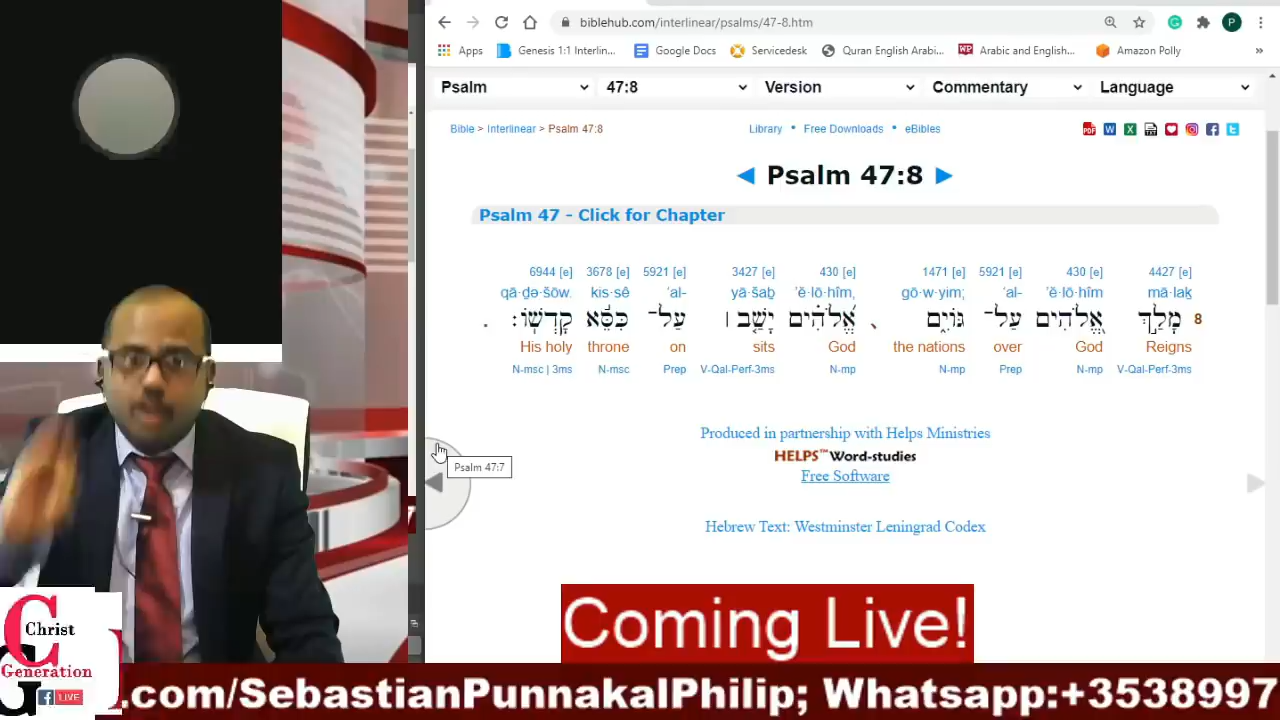 biblehub.com/interlinear/psalms/47-8.htm
P
Apps Genesis 1:1 Interlin... Google Docs Servicedesk Quran English Arabi... Arabic and English... Amazon Polly »
Psalm 47:8 Version Commentary Language
Bible > Interlinear > Psalm 47:8 Library • Free Downloads • eBibles
Psalm 47:8
Psalm 47 - Click for Chapter
6944 [e] 3678 [e] 5921 [e] 3427 [e] 430 [e] 1471 [e] 5921 [e] 430 [e] 4427 [e]
qā·ḏə·šōw. kis·sê ‘al- yā·šaḇ ’ĕ·lō·hîm, gō·w·yim; ‘al- ’ĕ·lō·hîm mā·laḵ
8 מָלַ֣ךְ אֱ֭לֹהִים עַל־ גּוֹיִ֑ם אֱ֝לֹהִ֗ים יָשַׁ֤ב ׀ עַל־ כִּסֵּ֬א קָדְשֽׁוֹ׃ .
His holy throne on sits God the nations over God Reigns
N-msc | 3ms N-msc Prep V-Qal-Perf-3ms N-mp N-mp Prep N-mp V-Qal-Perf-3ms
Psalm 47:7
Produced in partnership with Helps Ministries
HELPS™ Word-studies
Free Software
Hebrew Text: Westminster Leningrad Codex
Coming Live!
C
Christ
Generation
G
LIVE
.com/SebastianPunnakalPhilip; Whatsapp:+3538997